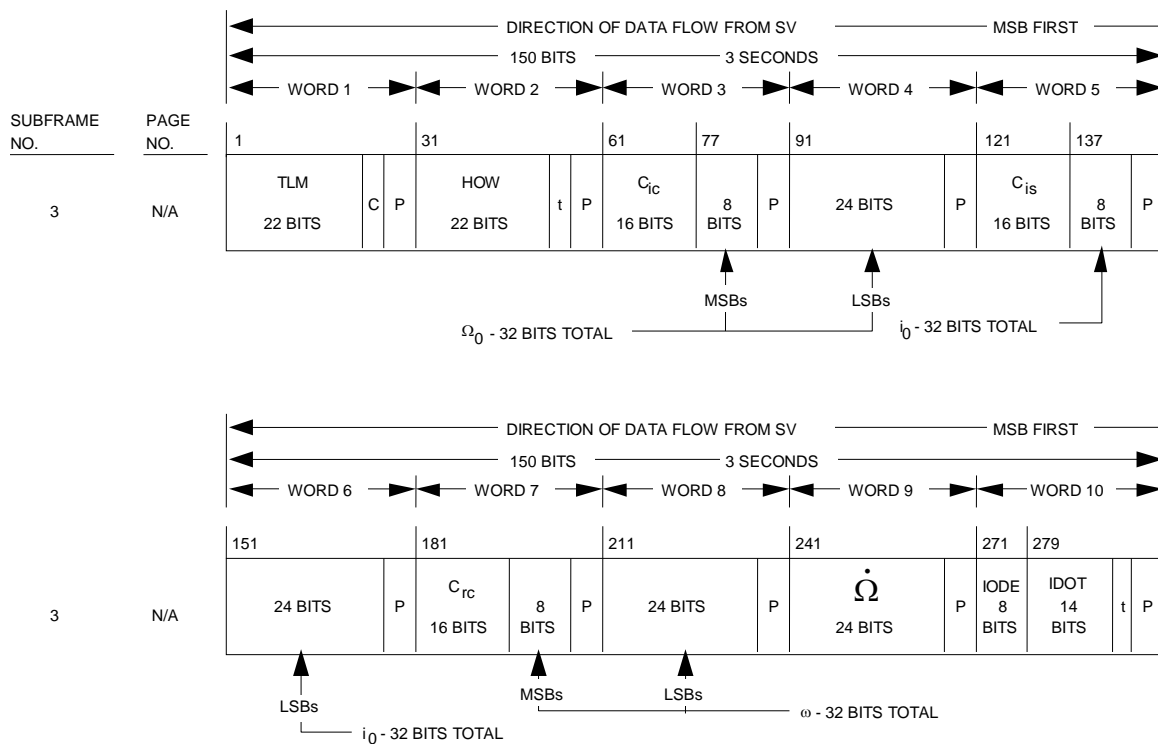 DIRECTION OF DATA FLOW FROM SV MSB FIRST
150 BITS 3 SECONDS
WORD 1 WORD 2 WORD 3 WORD 4 WORD 5
SUBFRAME NO. PAGE NO.
1 31 61 77 91 121 137
3 N/A
TLM 22 BITS C P
HOW 22 BITS t P
Cic 16 BITS 8 BITS P
24 BITS P
Cis 16 BITS 8 BITS P
MSBs LSBs
Ω0 - 32 BITS TOTAL i0 - 32 BITS TOTAL
DIRECTION OF DATA FLOW FROM SV MSB FIRST
150 BITS 3 SECONDS
WORD 6 WORD 7 WORD 8 WORD 9 WORD 10
151 181 211 241 271 279
3 N/A
24 BITS P
Crc 16 BITS 8 BITS P
24 BITS P
Ω̇ 24 BITS P
IODE 8 BITS IDOT 14 BITS t P
LSBs MSBs LSBs
i0 - 32 BITS TOTAL ω - 32 BITS TOTAL